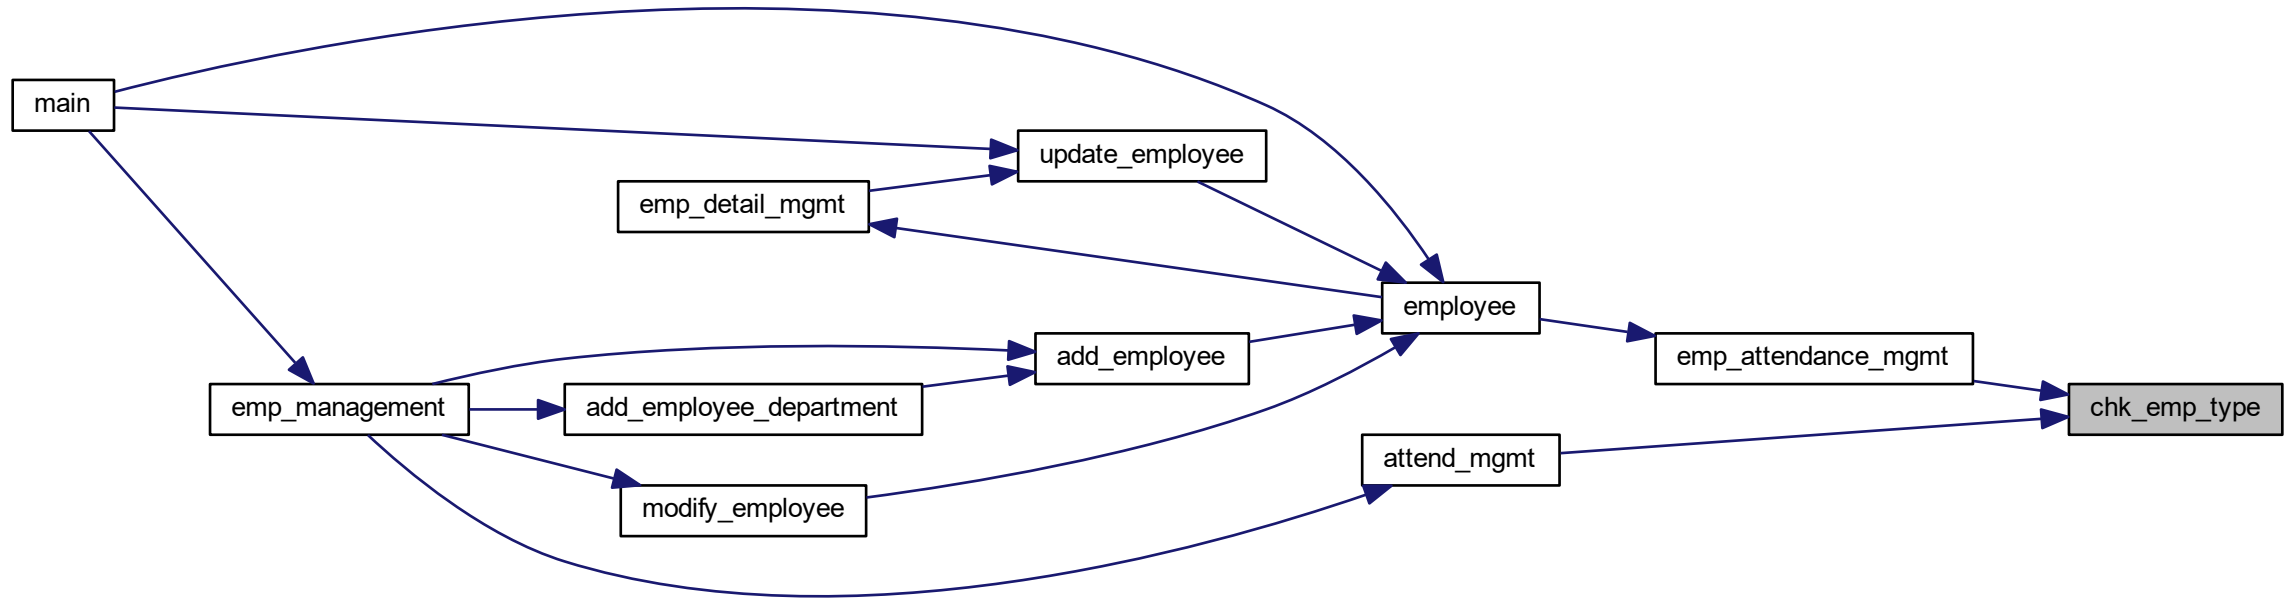 main
update_employee
emp_detail_mgmt
employee
add_employee
emp_attendance_mgmt
emp_management
add_employee_department
chk_emp_type
attend_mgmt
modify_employee